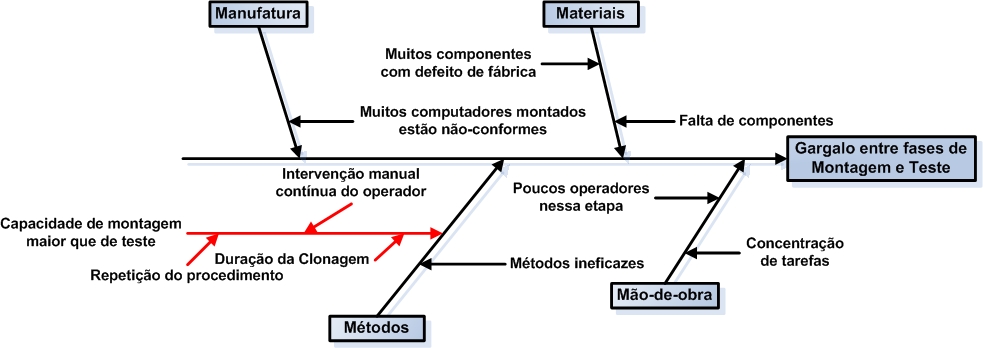 Manufatura
Materiais
Muitos componentes
com defeito de fábrica
Muitos computadores montados
estão não-conformes
Falta de componentes
Gargalo entre fases de
Montagem e Teste
Intervenção manual
contínua do operador
Poucos operadores
nessa etapa
Capacidade de montagem
maior que de teste
Duração da Clonagem
Repetição do procedimento
Métodos ineficazes
Concentração
de tarefas
Mão-de-obra
Métodos